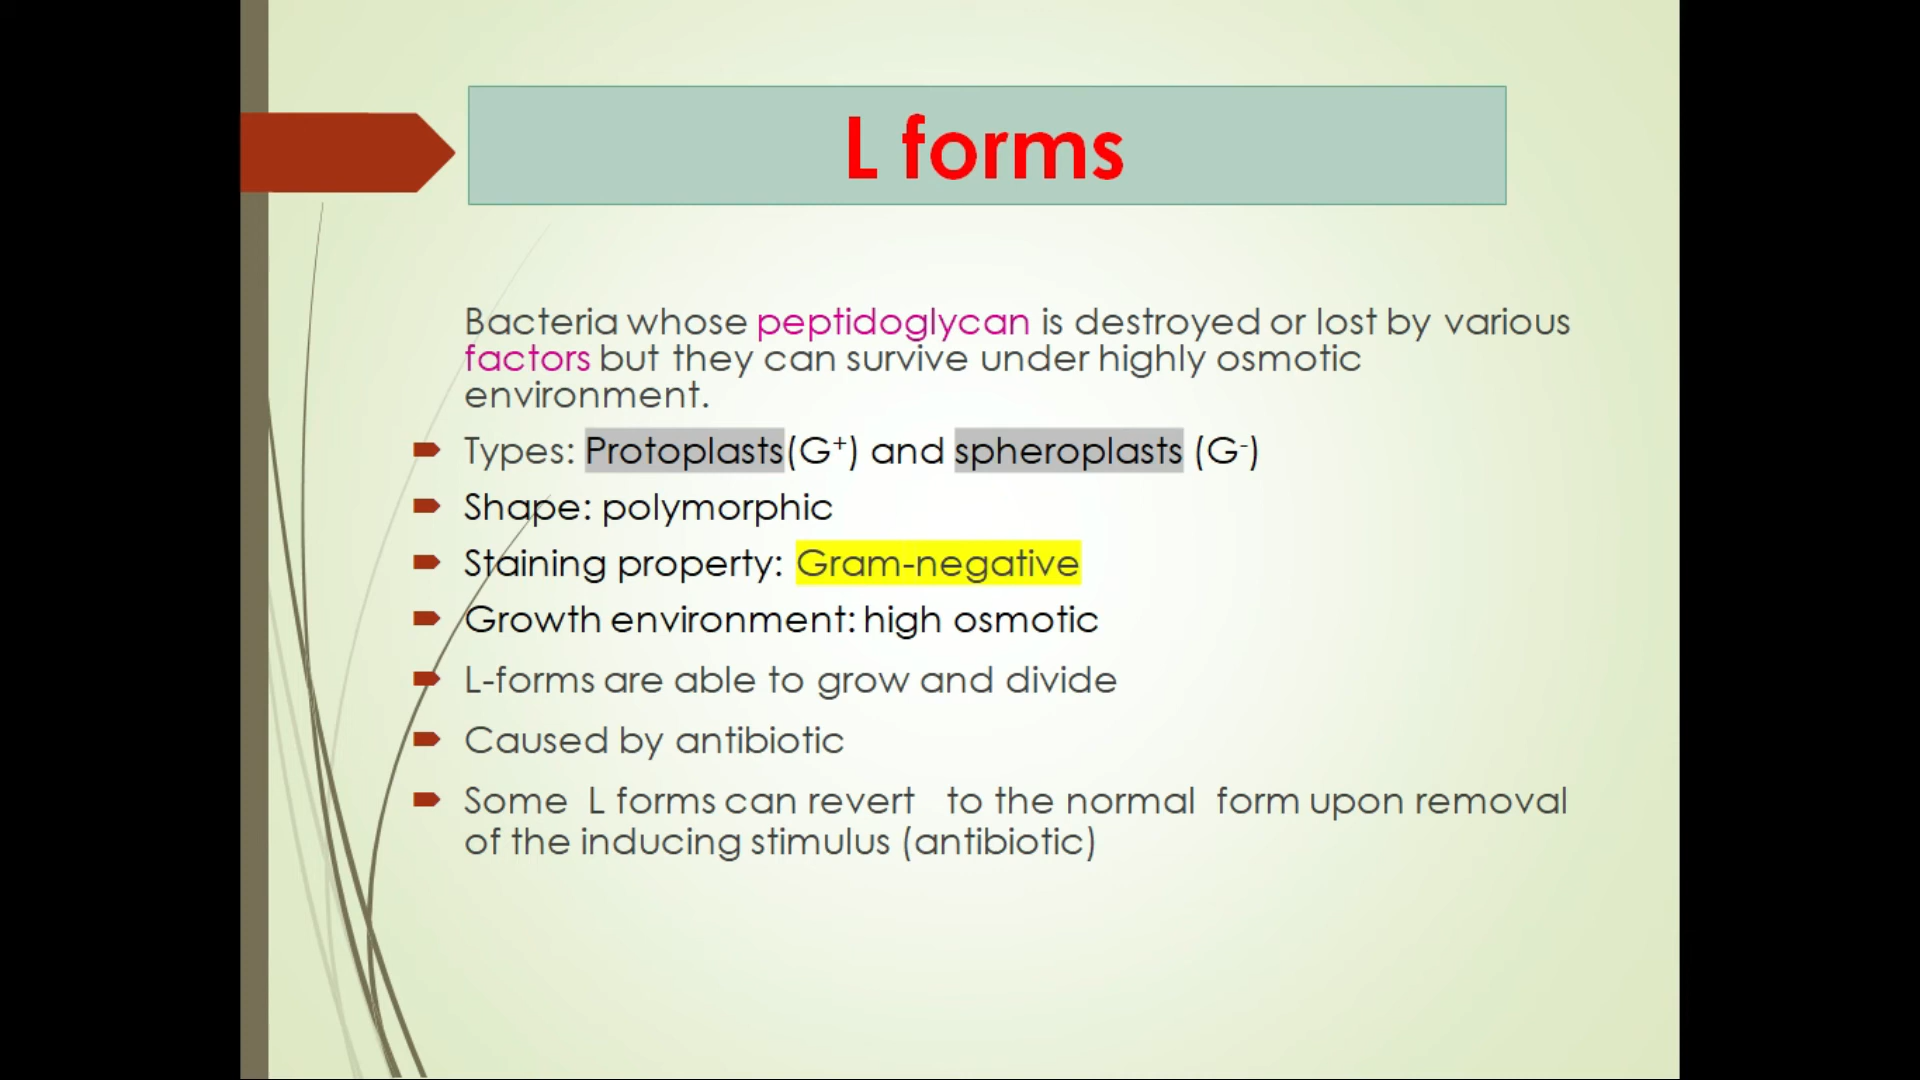 L forms
Bacteria whose peptidoglycan is destroyed or lost by various
factors but they can survive under highly osmotic
environment.
Types: Protoplasts(G⁺) and spheroplasts (G⁻)
Shape: polymorphic
Staining property: Gram-negative
Growth environment: high osmotic
L-forms are able to grow and divide
Caused by antibiotic
Some L forms can revert to the normal form upon removal
of the inducing stimulus (antibiotic)